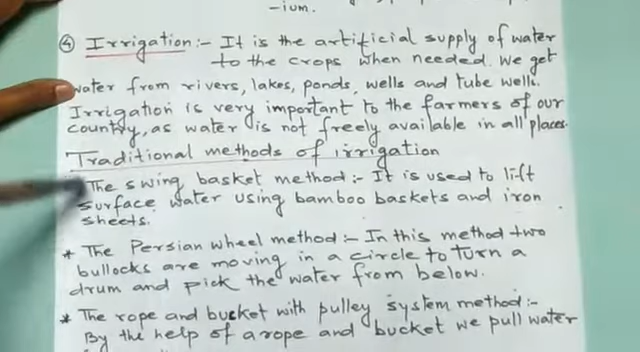 -ium.
④ Irrigation:- It is the artificial supply of water
to the crops when needed. We get
water from rivers, lakes, ponds, wells and tube well.
Irrigation is very important to the farmers of our
country, as water is not freely available in all places.
Traditional methods of irrigation
The swing basket method:- It is used to lift
surface water using bamboo baskets and iron
sheets.
* The Persian wheel method:- In this method two
bullocks are moving in a circle to turn a
drum and pick the water from below.
* The rope and bucket with pulley system method:-
By the help of a rope and bucket we pull water